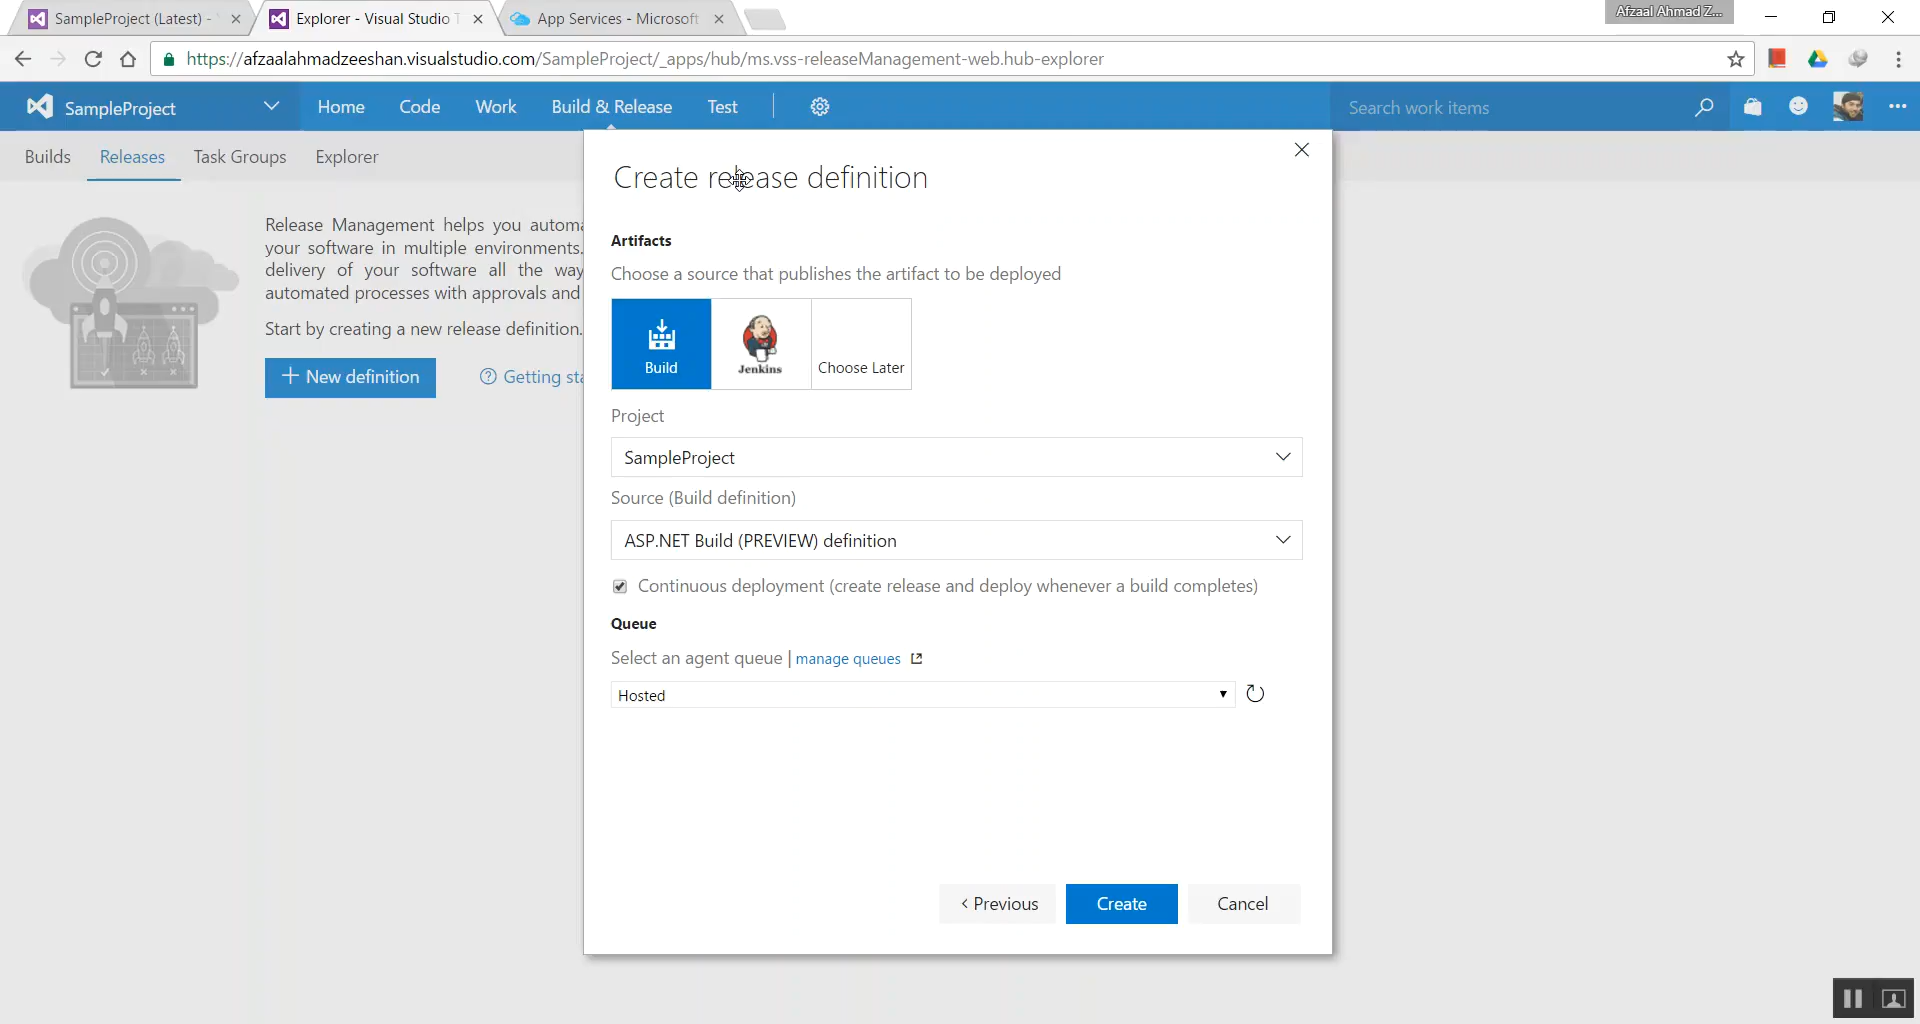 SampleProject (Latest) -
Explorer - Visual Studio T
App Services - Microsoft
Afzaal Ahmad Z...
https://afzaalahmadzeeshan.visualstudio.com/SampleProject/_apps/hub/ms.vss-releaseManagement-web.hub-explorer
SampleProject
Home
Code
Work
Build & Release
Test
Search work items
Builds
Releases
Task Groups
Explorer
Release Management helps you automa
your software in multiple environments.
delivery of your software all the way
automated processes with approvals and
Start by creating a new release definition.
+ New definition
Getting sta
Create release definition
Artifacts
Choose a source that publishes the artifact to be deployed
Build
Jenkins
Choose Later
Project
SampleProject
Source (Build definition)
ASP.NET Build (PREVIEW) definition
Continuous deployment (create release and deploy whenever a build completes)
Queue
Select an agent queue | manage queues
Hosted
< Previous
Create
Cancel